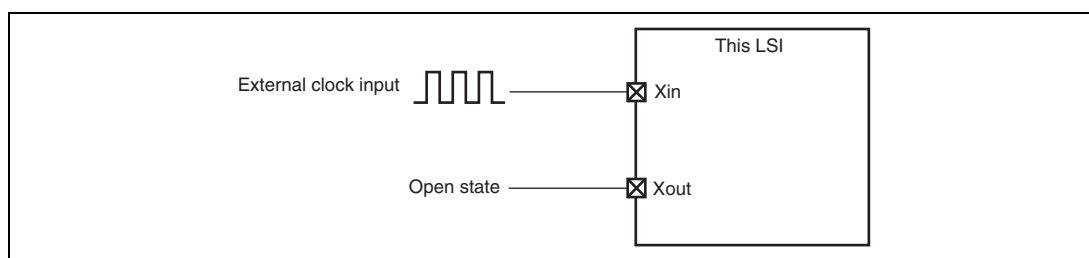 This LSI
External clock input
Xin
Open state
Xout